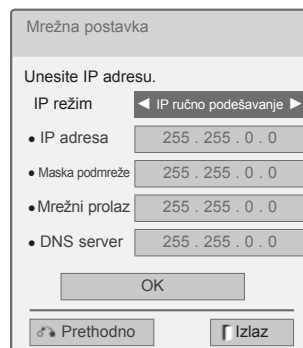 Mrežna postavka
Unesite IP adresu.
IP režim ◄ IP ručno podešavanje ►
• IP adresa 255 . 255 . 0 . 0
• Maska podmreže 255 . 255 . 0 . 0
• Mrežni prolaz 255 . 255 . 0 . 0
• DNS server 255 . 255 . 0 . 0
OK
Prethodno Izlaz